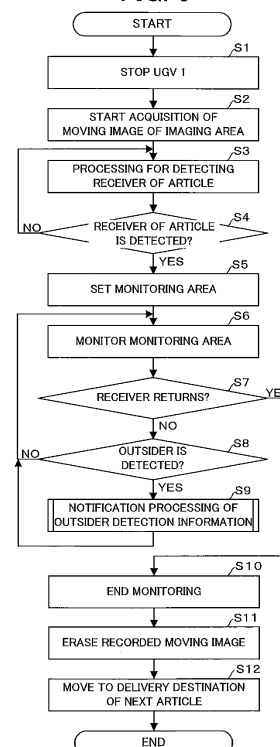 START
S1
STOP UGV 1
S2
START ACQUISITION OF
MOVING IMAGE OF IMAGING AREA
S3
PROCESSING FOR DETECTING
RECEIVER OF ARTICLE
S4
RECEIVER OF ARTICLE
IS DETECTED?
NO
YES
S5
SET MONITORING AREA
S6
MONITOR MONITORING AREA
S7
RECEIVER RETURNS?
NO
S8
OUTSIDER IS
DETECTED?
NO
YES
S9
NOTIFICATION PROCESSING OF
OUTSIDER DETECTION INFORMATION
S10
END MONITORING
S11
ERASE RECORDED MOVING IMAGE
S12
MOVE TO DELIVERY DESTINATION
OF NEXT ARTICLE
END